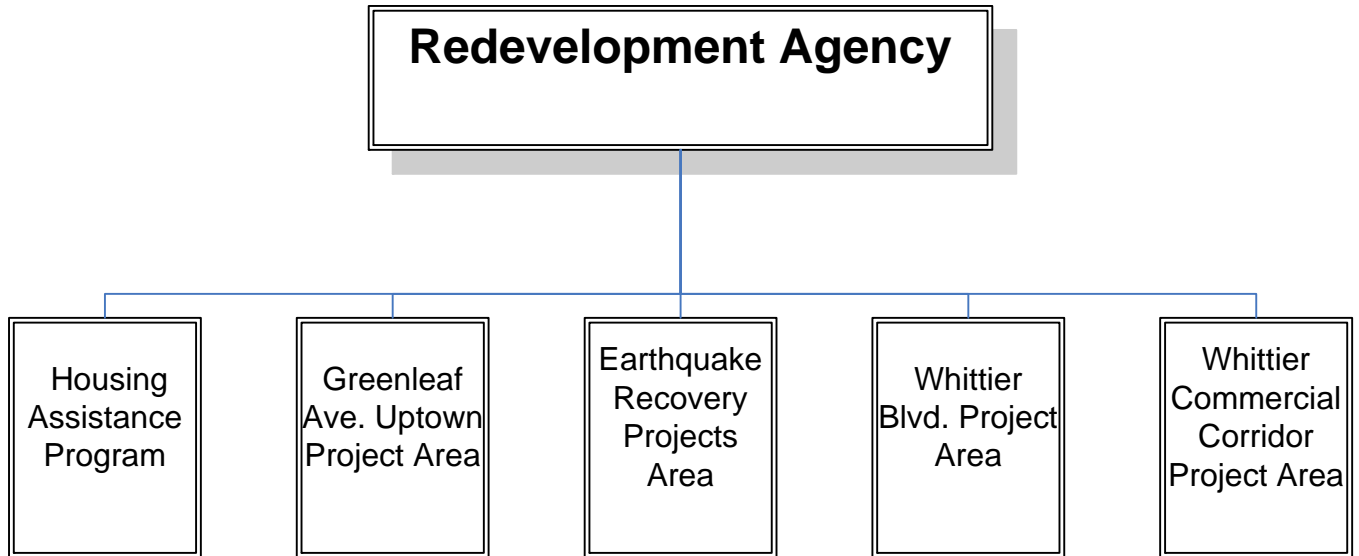 Redevelopment Agency
Housing
Assistance
Program
Greenleaf
Ave. Uptown
Project Area
Earthquake
Recovery
Projects
Area
Whittier
Blvd. Project
Area
Whittier
Commercial
Corridor
Project Area